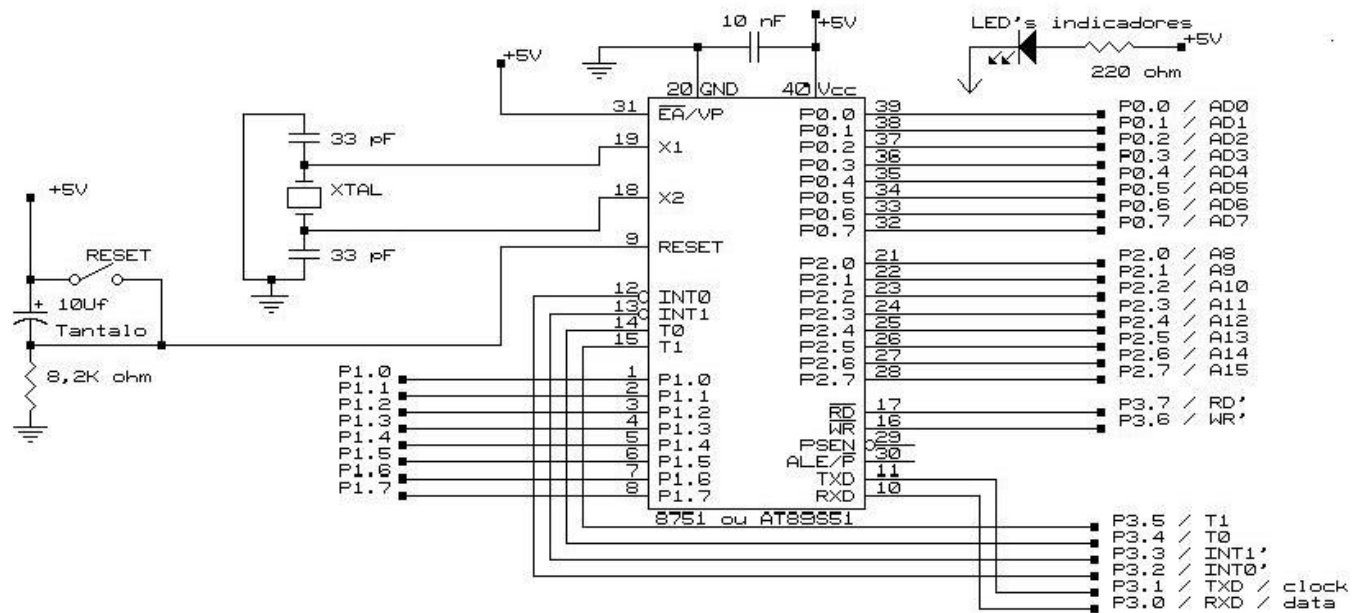 10 nF
+5V
LED's indicadores
+5V
220 ohm
+5V
20 GND
40 Vcc
31 EA/VP
33 pF
19 X1
XTAL
18 X2
33 pF
9 RESET
+5V
RESET
+ 10Uf
Tantalo
8,2K ohm
12 INT0
13 INT1
14 T0
15 T1
P1.0 1 P1.0
P1.1 2 P1.1
P1.2 3 P1.2
P1.3 4 P1.3
P1.4 5 P1.4
P1.5 6 P1.5
P1.6 7 P1.6
P1.7 8 P1.7
P0.0 39 P0.0 / AD0
P0.1 38 P0.1 / AD1
P0.2 37 P0.2 / AD2
P0.3 36 P0.3 / AD3
P0.4 35 P0.4 / AD4
P0.5 34 P0.5 / AD5
P0.6 33 P0.6 / AD6
P0.7 32 P0.7 / AD7
P2.0 21 P2.0 / A8
P2.1 22 P2.1 / A9
P2.2 23 P2.2 / A10
P2.3 24 P2.3 / A11
P2.4 25 P2.4 / A12
P2.5 26 P2.5 / A13
P2.6 27 P2.6 / A14
P2.7 28 P2.7 / A15
RD 17 P3.7 / RD'
WR 16 P3.6 / WR'
PSEN 29
ALE/P 30
TXD 11
RXD 10
8751 ou AT89S51
P3.5 / T1
P3.4 / T0
P3.3 / INT1'
P3.2 / INT0'
P3.1 / TXD / clock
P3.0 / RXD / data